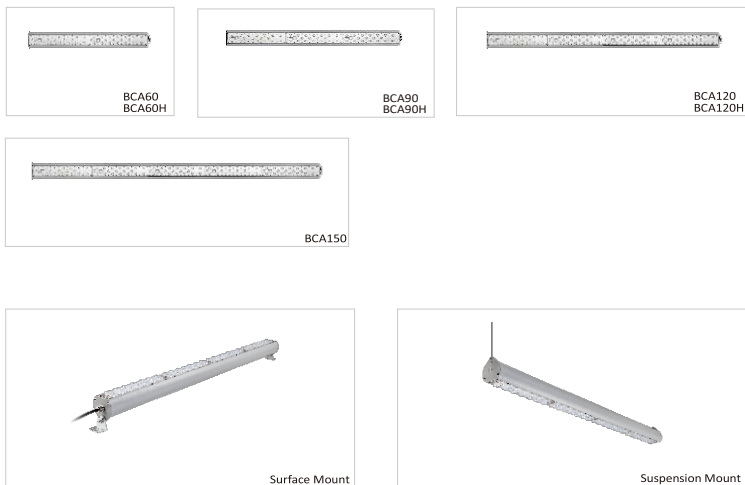 BCA60
BCA60H
BCA90
BCA90H
BCA120
BCA120H
BCA150
Surface Mount
Suspension Mount